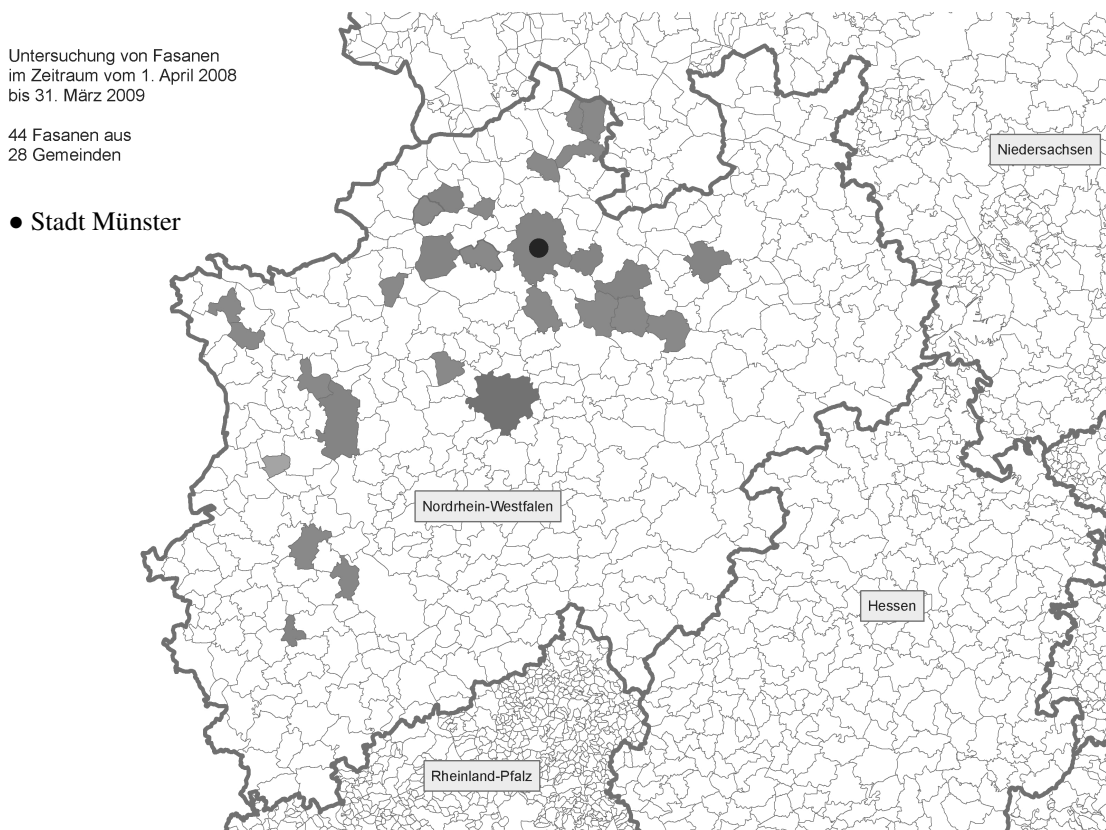 Untersuchung von Fasanen
im Zeitraum vom 1. April 2008
bis 31. März 2009
44 Fasanen aus
28 Gemeinden
● Stadt Münster
Niedersachsen
Nordrhein-Westfalen
Hessen
Rheinland-Pfalz